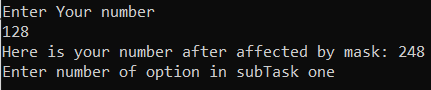 Enter Your number
128
Here is your number after affected by mask: 248
Enter number of option in subTask one